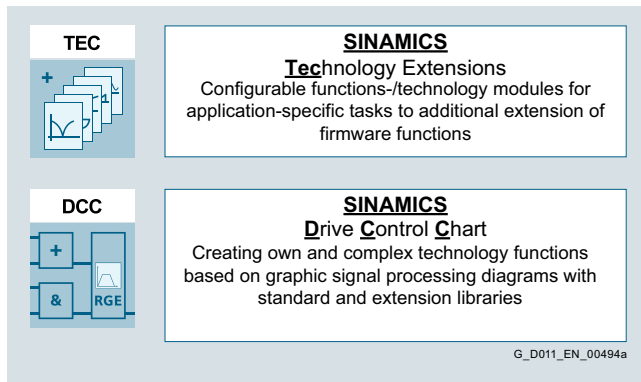 TEC
+
SINAMICS
Technology Extensions
Configurable functions-/technology modules for
application-specific tasks to additional extension of
firmware functions
DCC
+
&
RGE
SINAMICS
Drive Control Chart
Creating own and complex technology functions
based on graphic signal processing diagrams with
standard and extension libraries
G_D011_EN_00494a